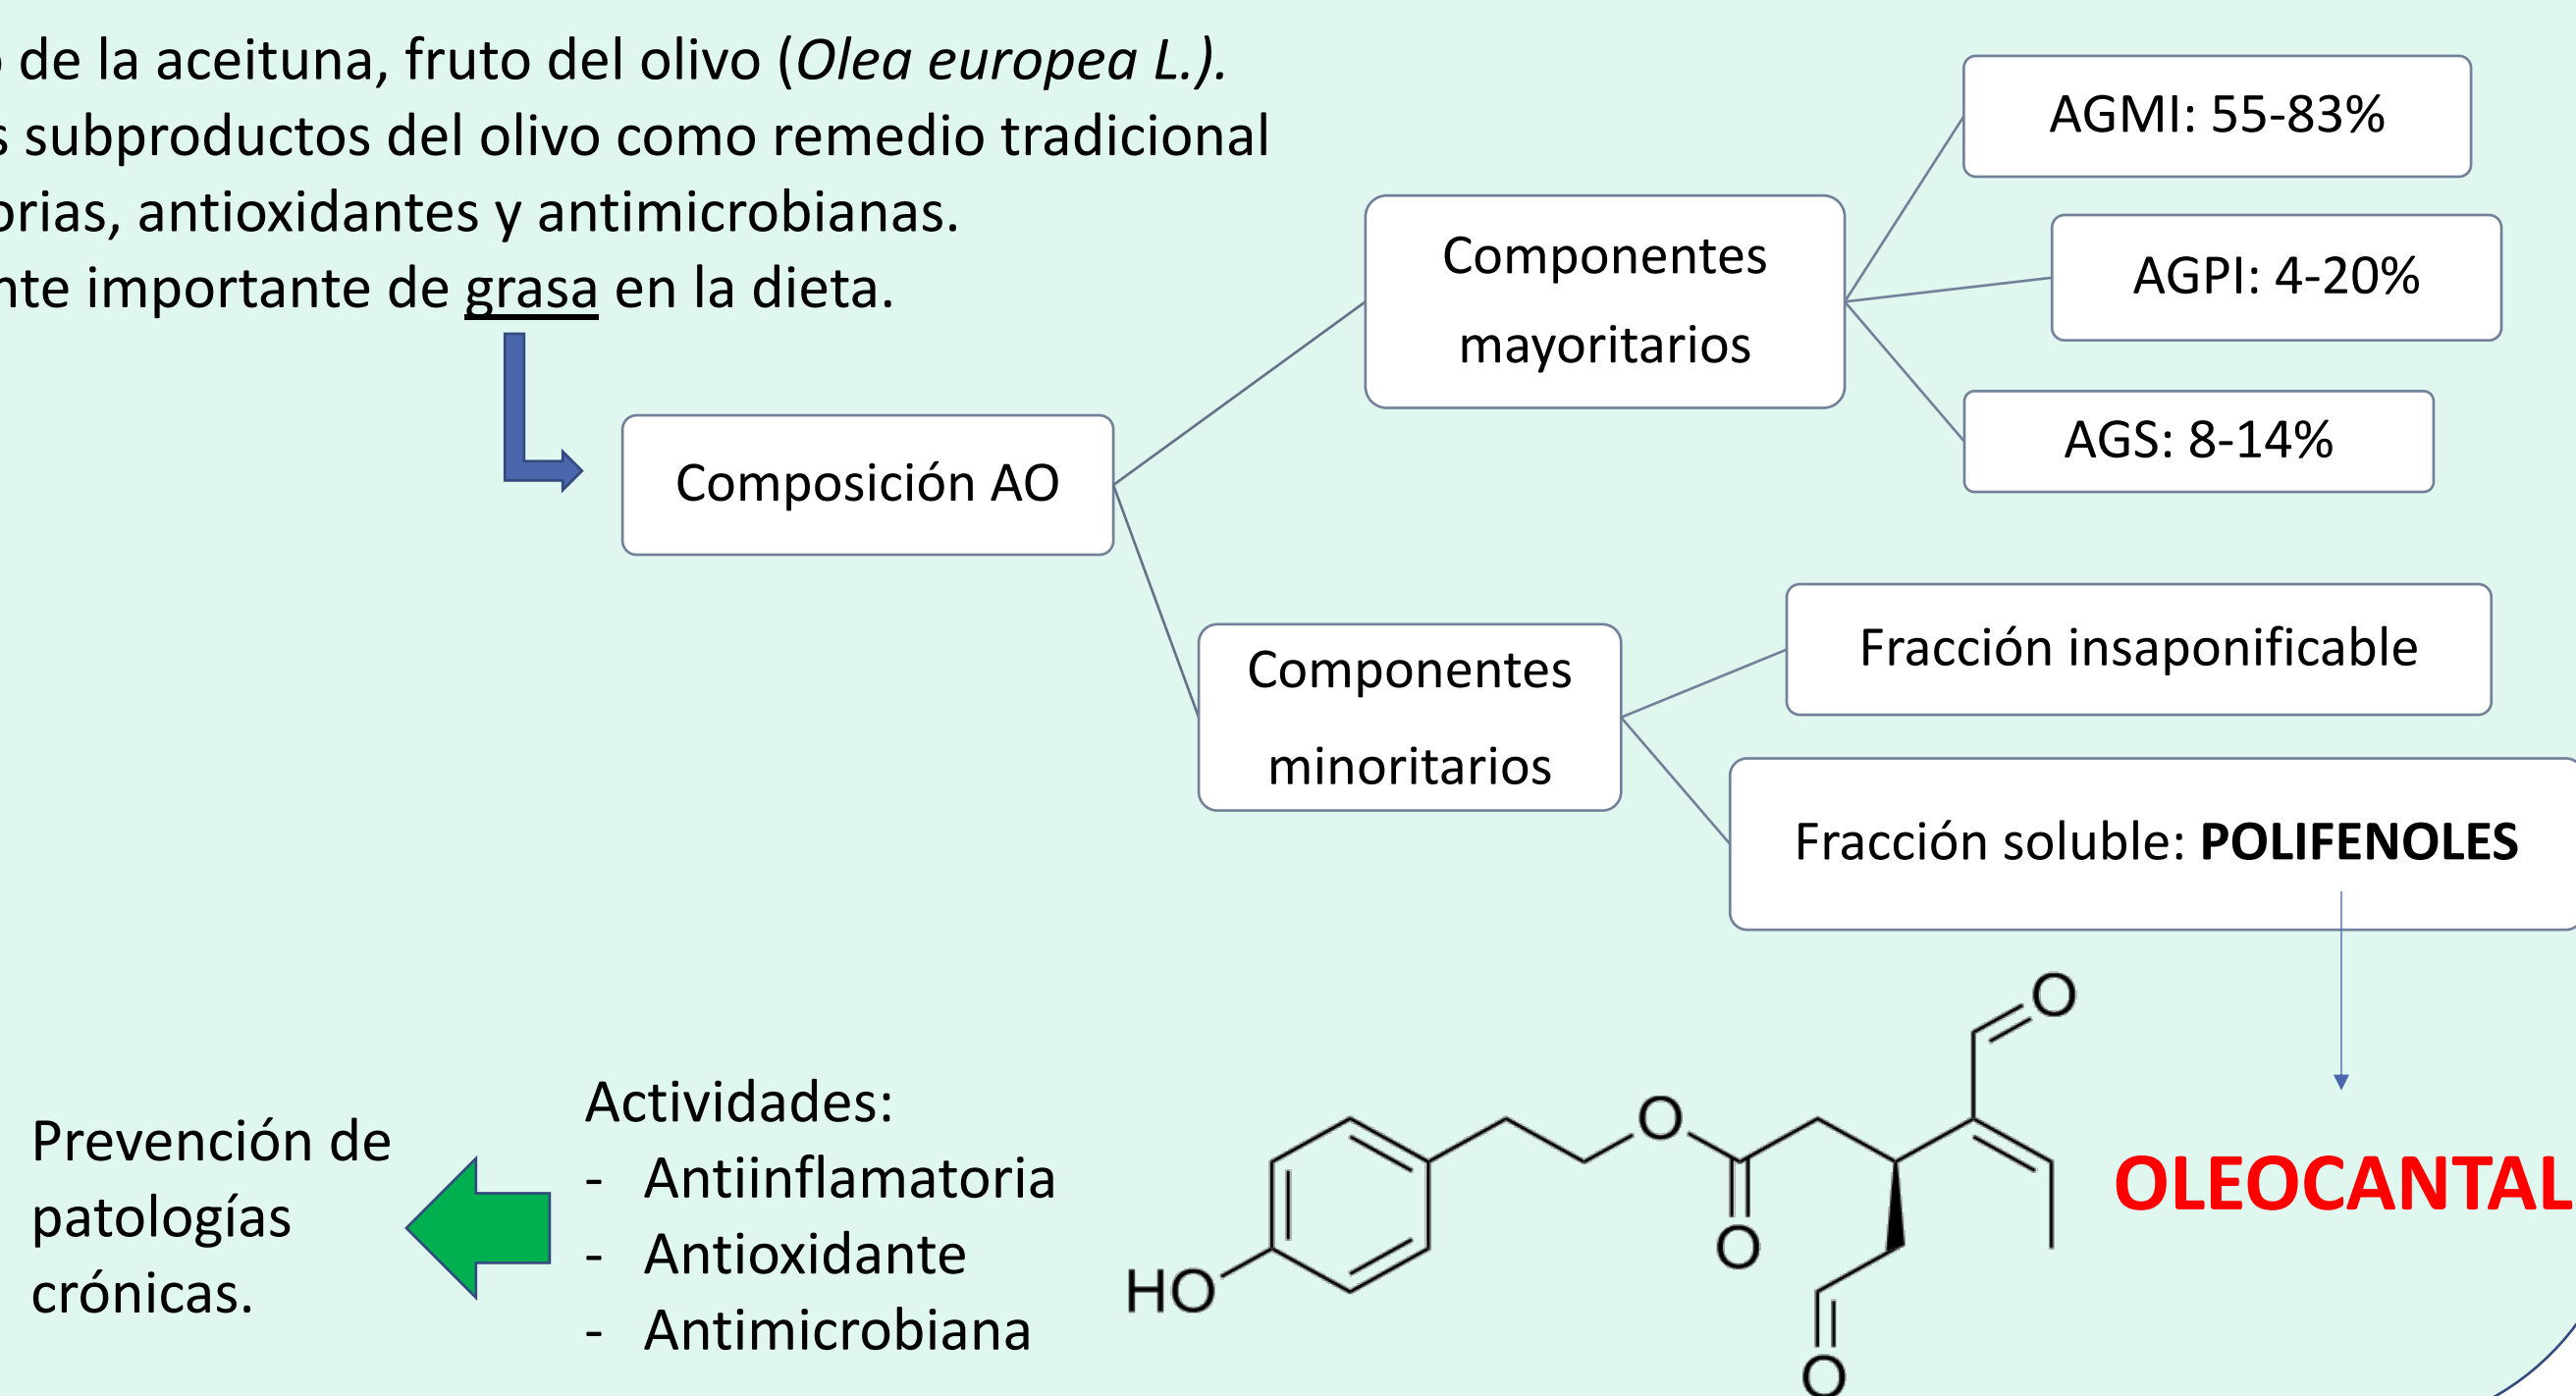 de la aceituna, fruto del olivo (Olea europea L.).
subproductos del olivo como remedio tradicional
antioxidantes y antimicrobianas.
importante de grasa en la dieta.
AGMI: 55-83%
AGPI: 4-20%
AGS: 8-14%
Componentes
mayoritarios
Composición AO
Componentes
minoritarios
Fracción insaponificable
Fracción soluble: POLIFENOLES
OLEOCANTAL
O
O
O
O
HO
Actividades:
- Antiinflamatoria
- Antioxidante
- Antimicrobiana
Prevención de
patologías
crónicas.